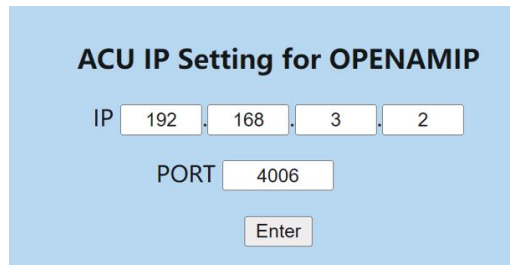 ACU IP Setting for OPENAMIP
IP 192 . 168 . 3 . 2
PORT 4006
Enter